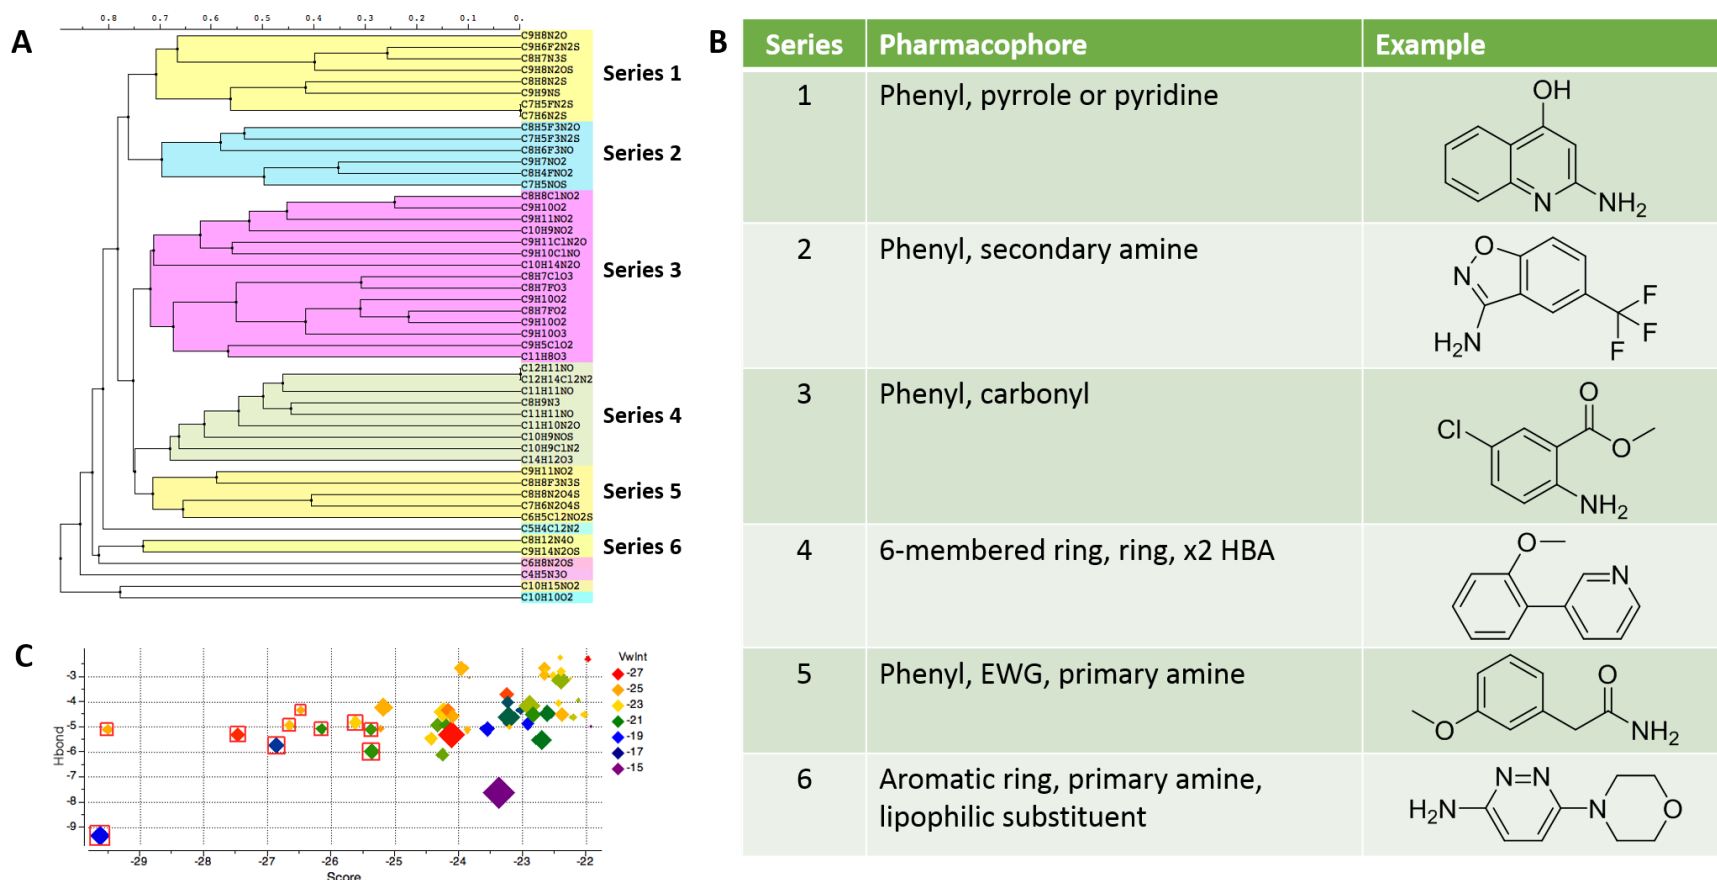 A
0.8 0.7 0.6 0.5 0.4 0.3 0.2 0.1 0.
C9H8N2O
C9H6F2N2S
C8H7N3S
C9H8N2OS
C8H8N2S
C9H9NS
C7H5FN2S
C7H6N2S
Series 1
C8H5F3N2O
C7H5F3N2S
C8H6F3NO
C9H7NO2
C8H4FNO2
C7H5NOS
Series 2
C8H8ClNO2
C9H10O2
C9H11NO2
C10H9NO2
C9H11ClN2O
C9H10ClNO
C10H14N2O
C8H7ClO3
C8H7FO3
C9H10O2
C8H7FO2
C9H10O2
C9H10O3
C9H5ClO2
C11H8O3
Series 3
C12H11NO
C12H14Cl2N2
C11H11NO
C8H9N3
C11H11NO
C11H10N2O
C10H9NOS
C10H9ClN2
C14H12O3
Series 4
C9H11NO2
C8H8F3N3S
C8H8N2O4S
C7H6N2O4S
C6H5Cl2NO2S
Series 5
C5H4Cl2N2
C8H12N4O
C9H14N2OS
Series 6
C6H8N2OS
C4H5N3O
C10H15NO2
C10H10O2
B
Series Pharmacophore Example
1 Phenyl, pyrrole or pyridine
OH
N NH2
2 Phenyl, secondary amine
O
N
F
F
F
H2N
3 Phenyl, carbonyl
O
Cl
O
NH2
4 6-membered ring, ring, x2 HBA
O
N
5 Phenyl, EWG, primary amine
O
O
NH2
6 Aromatic ring, primary amine,
lipophilic substituent
N N
H2N N O
C
Hbond
-3
-4
-5
-6
-7
-8
-9
-29 -28 -27 -26 -25 -24 -23 -22
Score
VwInt
-27
-25
-23
-21
-19
-17
-15